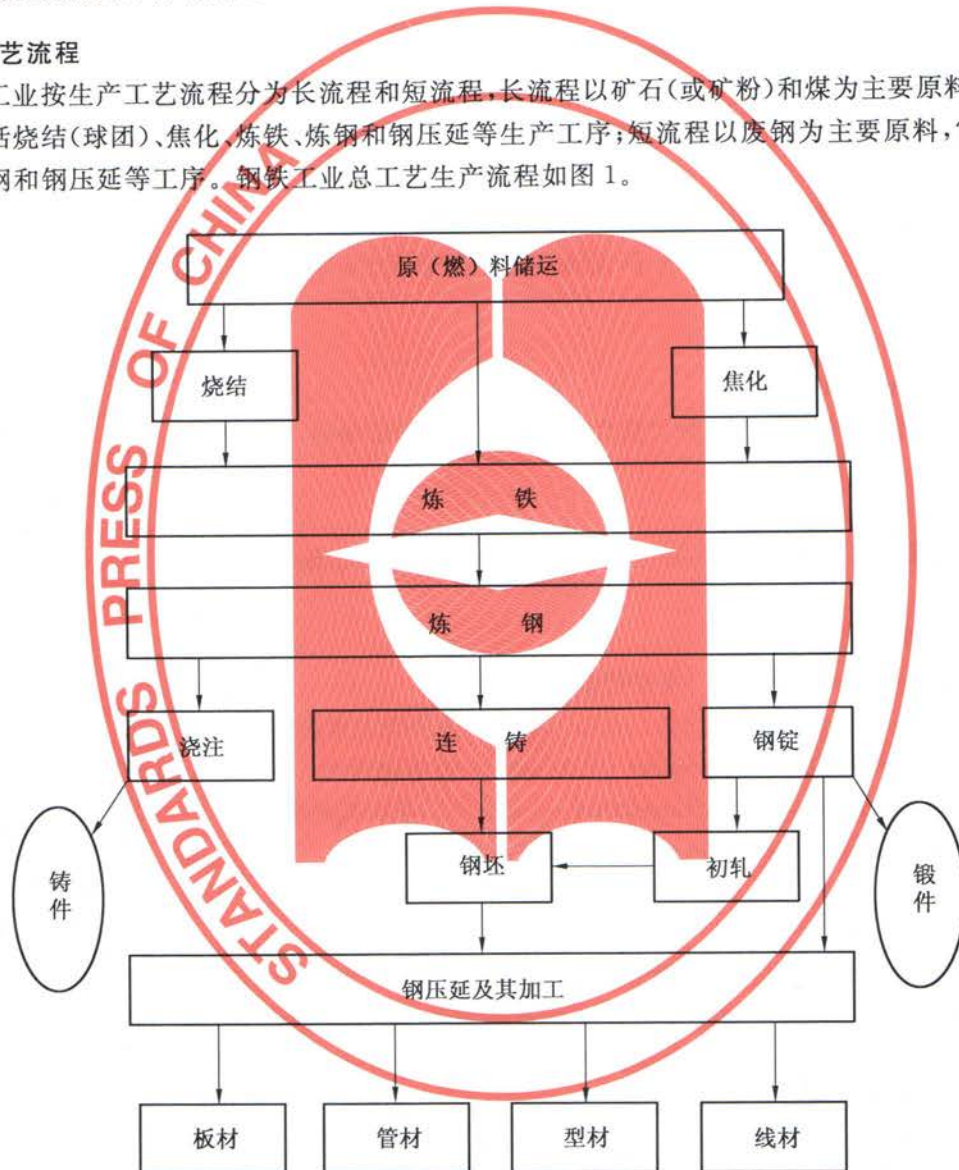 艺流程
工业按生产工艺流程分为长流程和短流程,长流程以矿石(或矿粉)和煤为主要原料
括烧结(球团)、焦化、炼铁、炼钢和钢压延等生产工序;短流程以废钢为主要原料,
钢和钢压延等工序。钢铁工业总工艺生产流程如图 1。
原(燃)料储运
烧结
焦化
炼 铁
炼 钢
浇注
连 铸
钢锭
铸件
钢坯
初轧
锻件
钢压延及其加工
板材
管材
型材
线材
STANDARDS PRESS OF CHINA